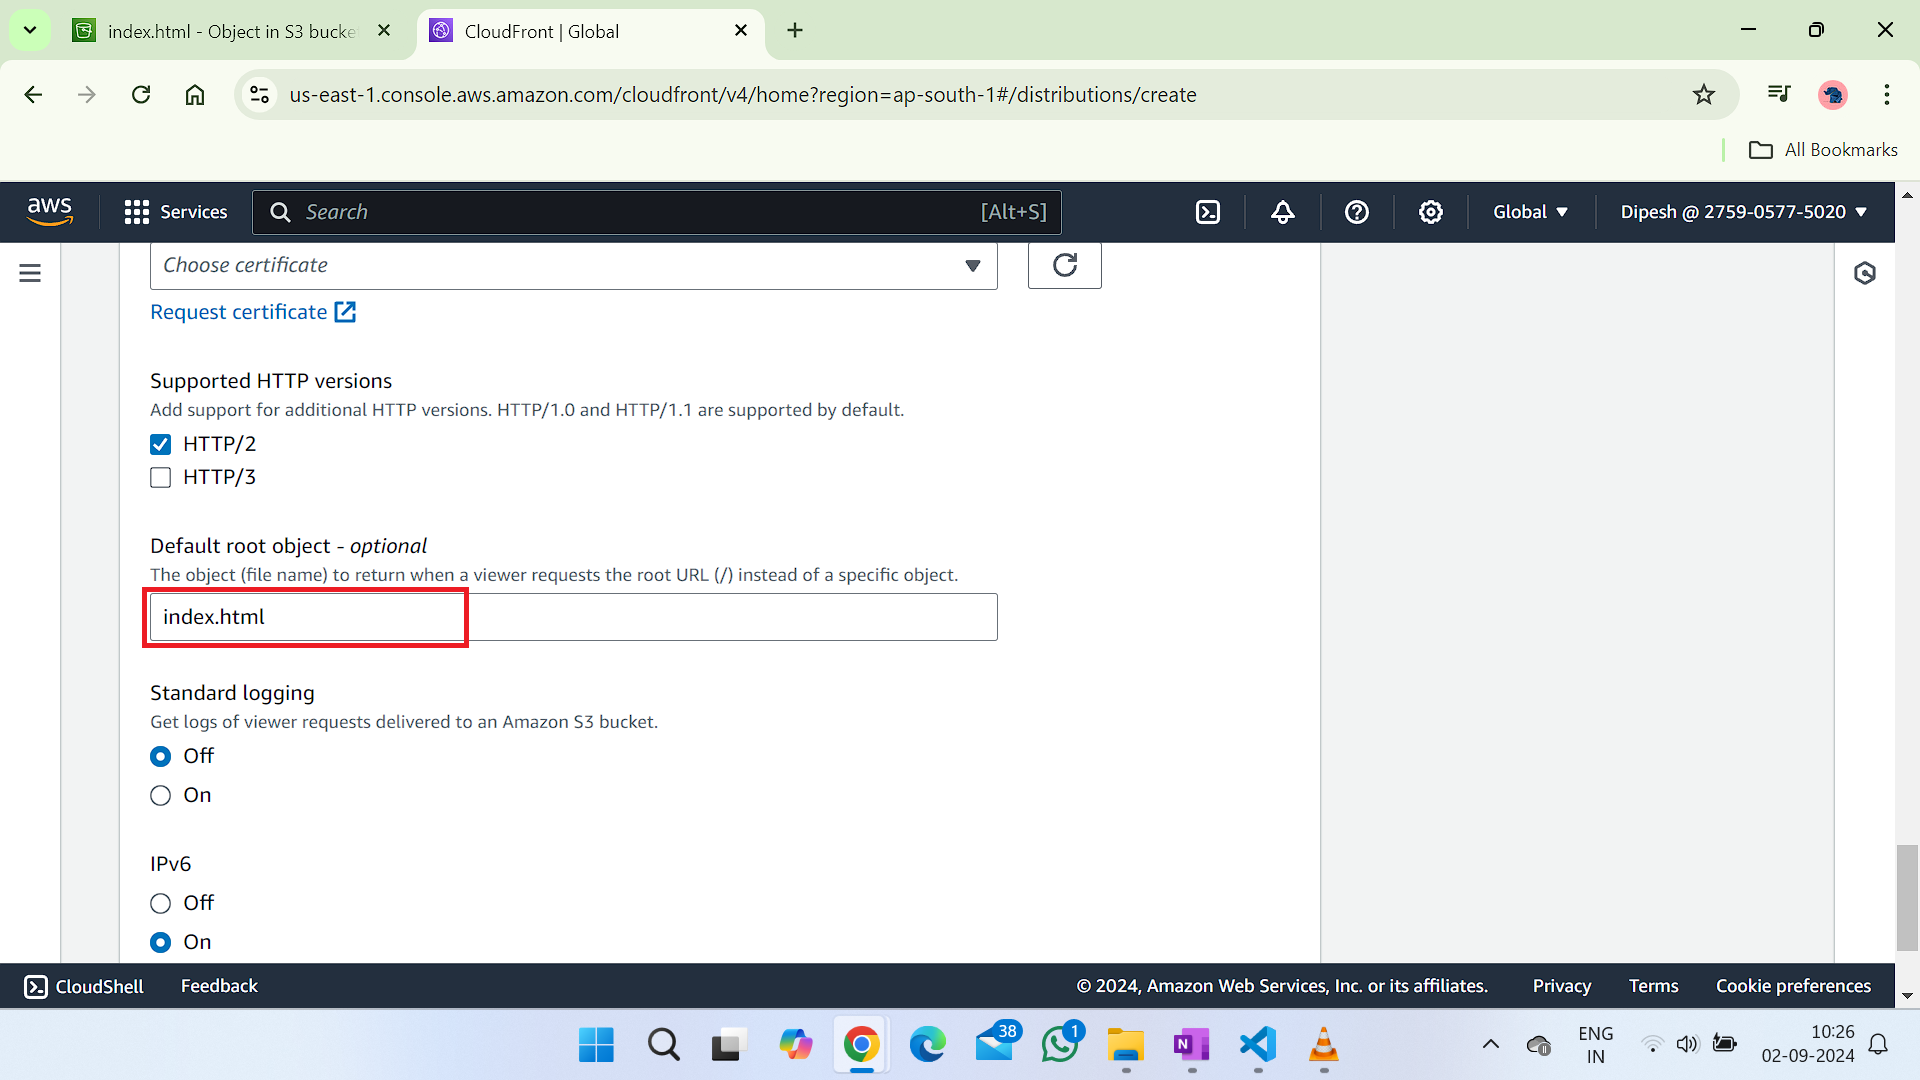 index.html - Object in S3 bucke
CloudFront | Global
us-east-1.console.aws.amazon.com/cloudfront/v4/home?region=ap-south-1#/distributions/create
All Bookmarks
aws
Services
Search
[Alt+S]
Global
Dipesh @ 2759-0577-5020
Choose certificate
Request certificate
Supported HTTP versions
Add support for additional HTTP versions. HTTP/1.0 and HTTP/1.1 are supported by default.
HTTP/2
HTTP/3
Default root object - optional
The object (file name) to return when a viewer requests the root URL (/) instead of a specific object.
index.html
Standard logging
Get logs of viewer requests delivered to an Amazon S3 bucket.
Off
On
IPv6
Off
On
CloudShell
Feedback
© 2024, Amazon Web Services, Inc. or its affiliates.
Privacy
Terms
Cookie preferences
38
1
N
ENG
IN
10:26
02-09-2024